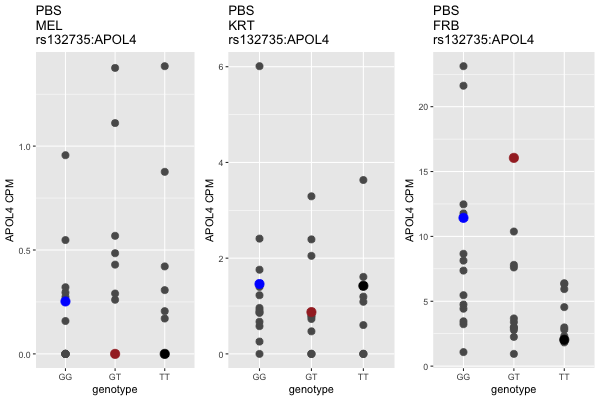 PBS
MEL
rs132735:APOL4
APOL4 CPM
1.0
0.5
0.0
GG GT TT
genotype
PBS
KRT
rs132735:APOL4
APOL4 CPM
6
4
2
0
GG GT TT
genotype
PBS
FRB
rs132735:APOL4
APOL4 CPM
20
15
10
5
0
GG GT TT
genotype